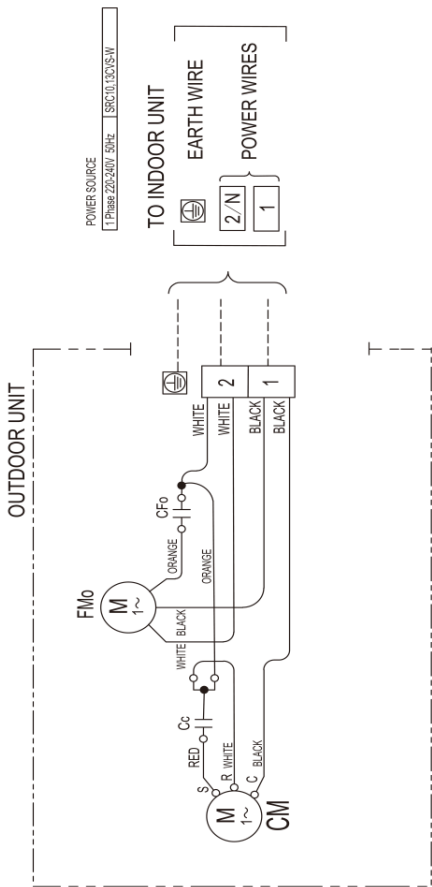 OUTDOOR UNIT
POWER SOURCE
1 Phase 220-240V 50Hz SRC10,13CVS-W
TO INDOOR UNIT
EARTH WIRE
2/N
1
POWER WIRES
2
1
WHITE
WHITE
BLACK
BLACK
CFo
ORANGE
ORANGE
FMo
M
1~
WHITE
BLACK
Cc
RED
S
R
WHITE
C
BLACK
M
1~
CM